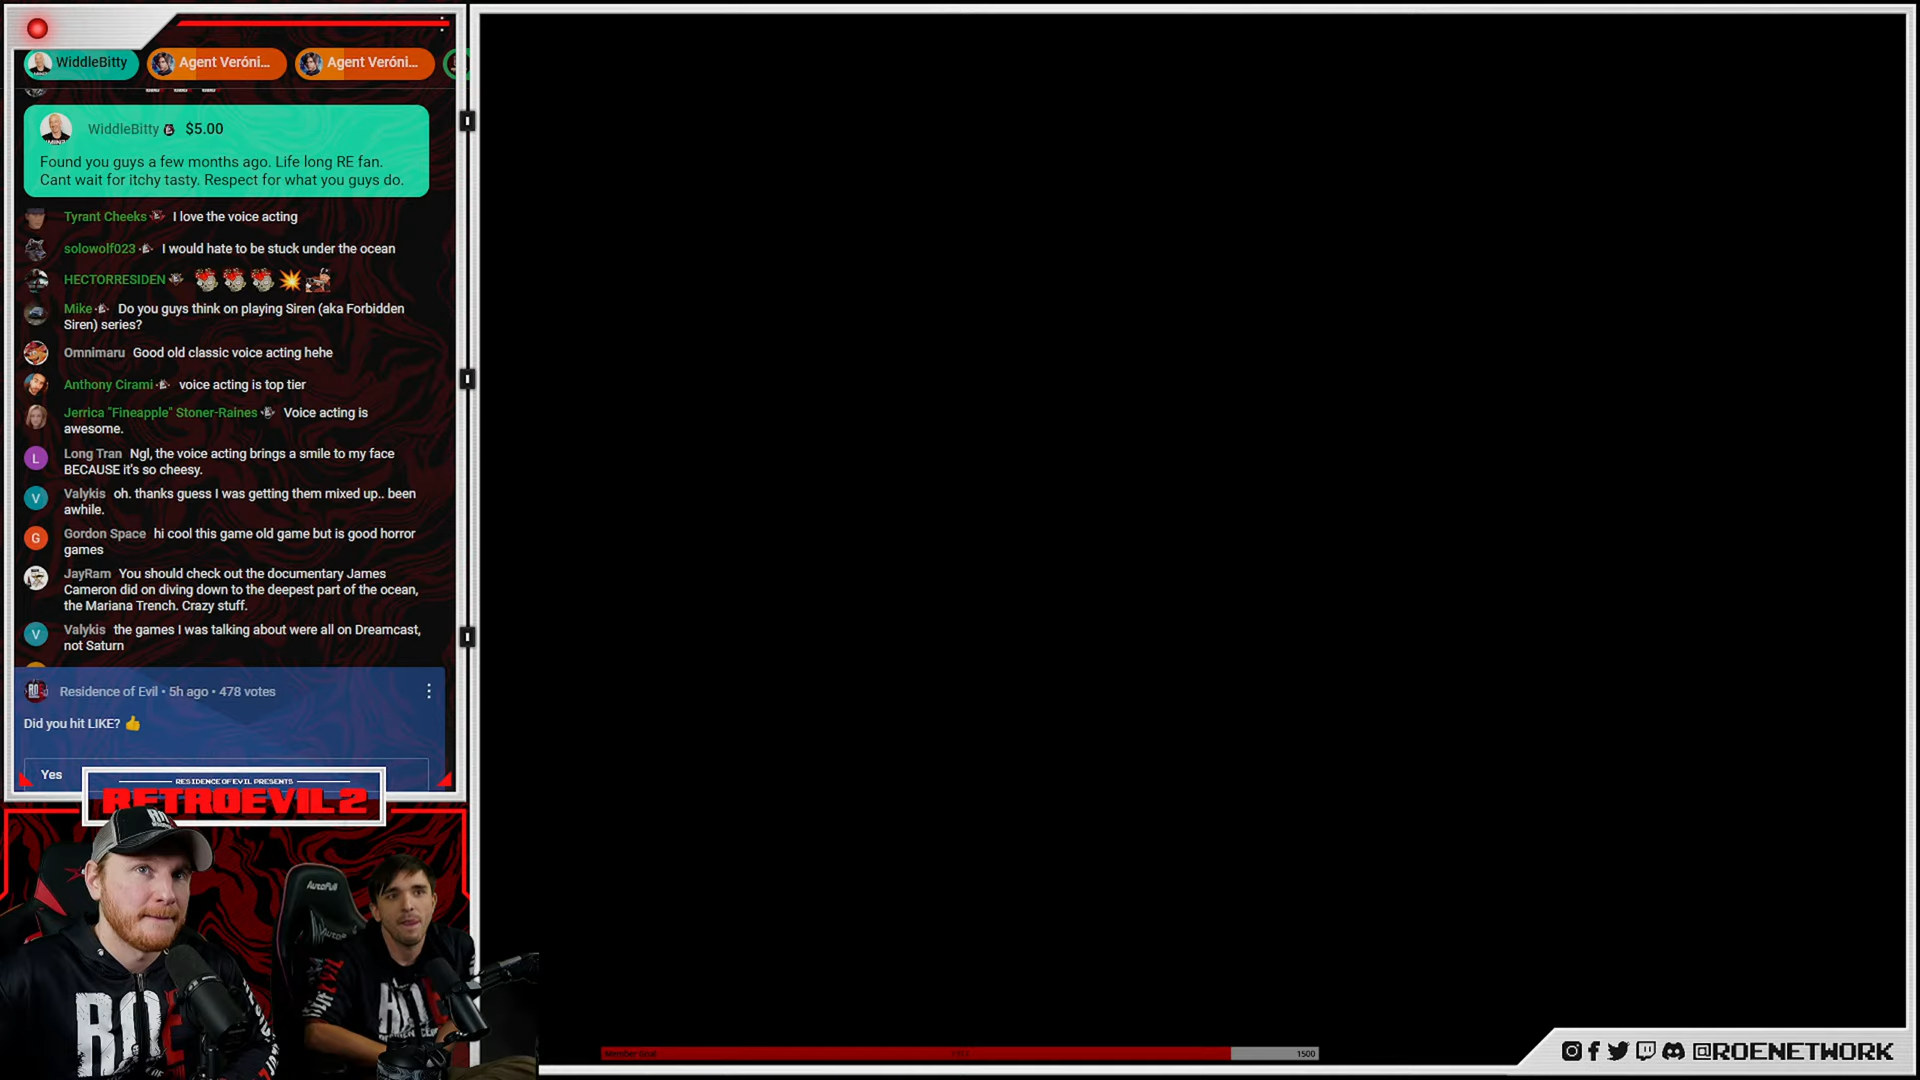 WiddleBitty
Agent Veróni...
Agent Veróni...
WiddleBitty $5.00
Found you guys a few months ago. Life long RE fan.
Cant wait for itchy tasty. Respect for what you guys do.
Tyrant Cheeks I love the voice acting
solowolf023 I would hate to be stuck under the ocean
HECTORRESIDEN
Mike Do you guys think on playing Siren (aka Forbidden
Siren) series?
Omnimaru Good old classic voice acting hehe
Anthony Cirami voice acting is top tier
Jerrica "Fineapple" Stoner-Raines Voice acting is
awesome.
L
Long Tran Ngl, the voice acting brings a smile to my face
BECAUSE it's so cheesy.
V
Valykis oh. thanks guess I was getting them mixed up.. been
awhile.
G
Gordon Space hi cool this game old game but is good horror
games
JayRam You should check out the documentary James
Cameron did on diving down to the deepest part of the ocean,
the Mariana Trench. Crazy stuff.
V
Valykis the games I was talking about were all on Dreamcast,
not Saturn
Residence of Evil • 5h ago • 478 votes
Did you hit LIKE? 👍
Yes
RESIDENCE OF EVIL PRESENTS
RETROEVIL 2
AutoFull
ROE
Member Goal
1500
@ROENETWORK